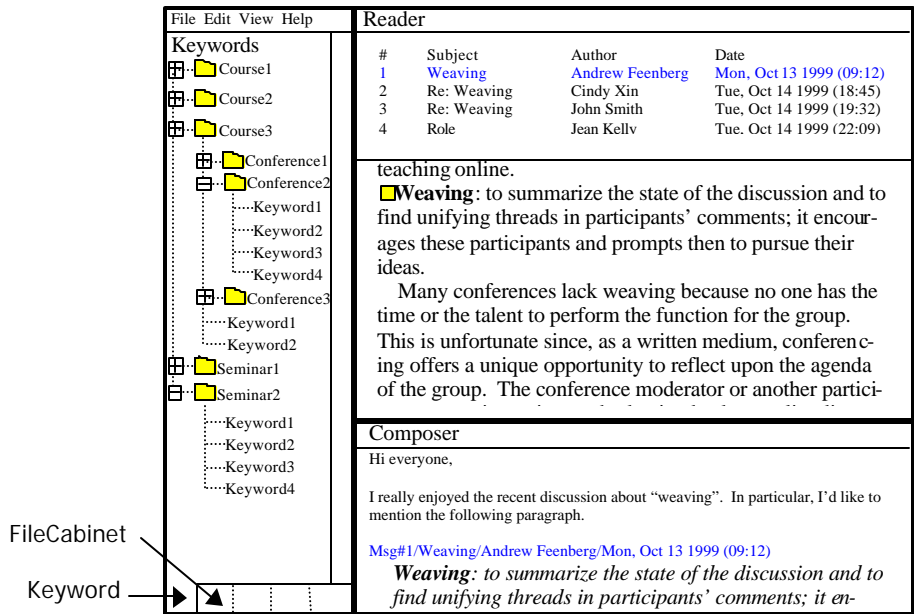 File Edit View Help
Keywords
Course1
Course2
Course3
Conference1
Conference2
Keyword1
Keyword2
Keyword3
Keyword4
Conference3
Keyword1
Keyword2
Seminar1
Seminar2
Keyword1
Keyword2
Keyword3
Keyword4
FileCabinet
Keyword
Reader
# Subject Author Date
1 Weaving Andrew Feenberg Mon, Oct 13 1999 (09:12)
2 Re: Weaving Cindy Xin Tue, Oct 14 1999 (18:45)
3 Re: Weaving John Smith Tue, Oct 14 1999 (19:32)
4 Role Jean Kelly Tue, Oct 14 1999 (22:09)
teaching online.
Weaving: to summarize the state of the discussion and to
find unifying threads in participants’ comments; it encour-
ages these participants and prompts then to pursue their
ideas.
Many conferences lack weaving because no one has the
time or the talent to perform the function for the group.
This is unfortunate since, as a written medium, conferenc-
ing offers a unique opportunity to reflect upon the agenda
of the group. The conference moderator or another partici-
Composer
Hi everyone,
I really enjoyed the recent discussion about “weaving”. In particular, I’d like to
mention the following paragraph.
Msg#1/Weaving/Andrew Feenberg/Mon, Oct 13 1999 (09:12)
Weaving: to summarize the state of the discussion and to
find unifying threads in participants’ comments; it en-